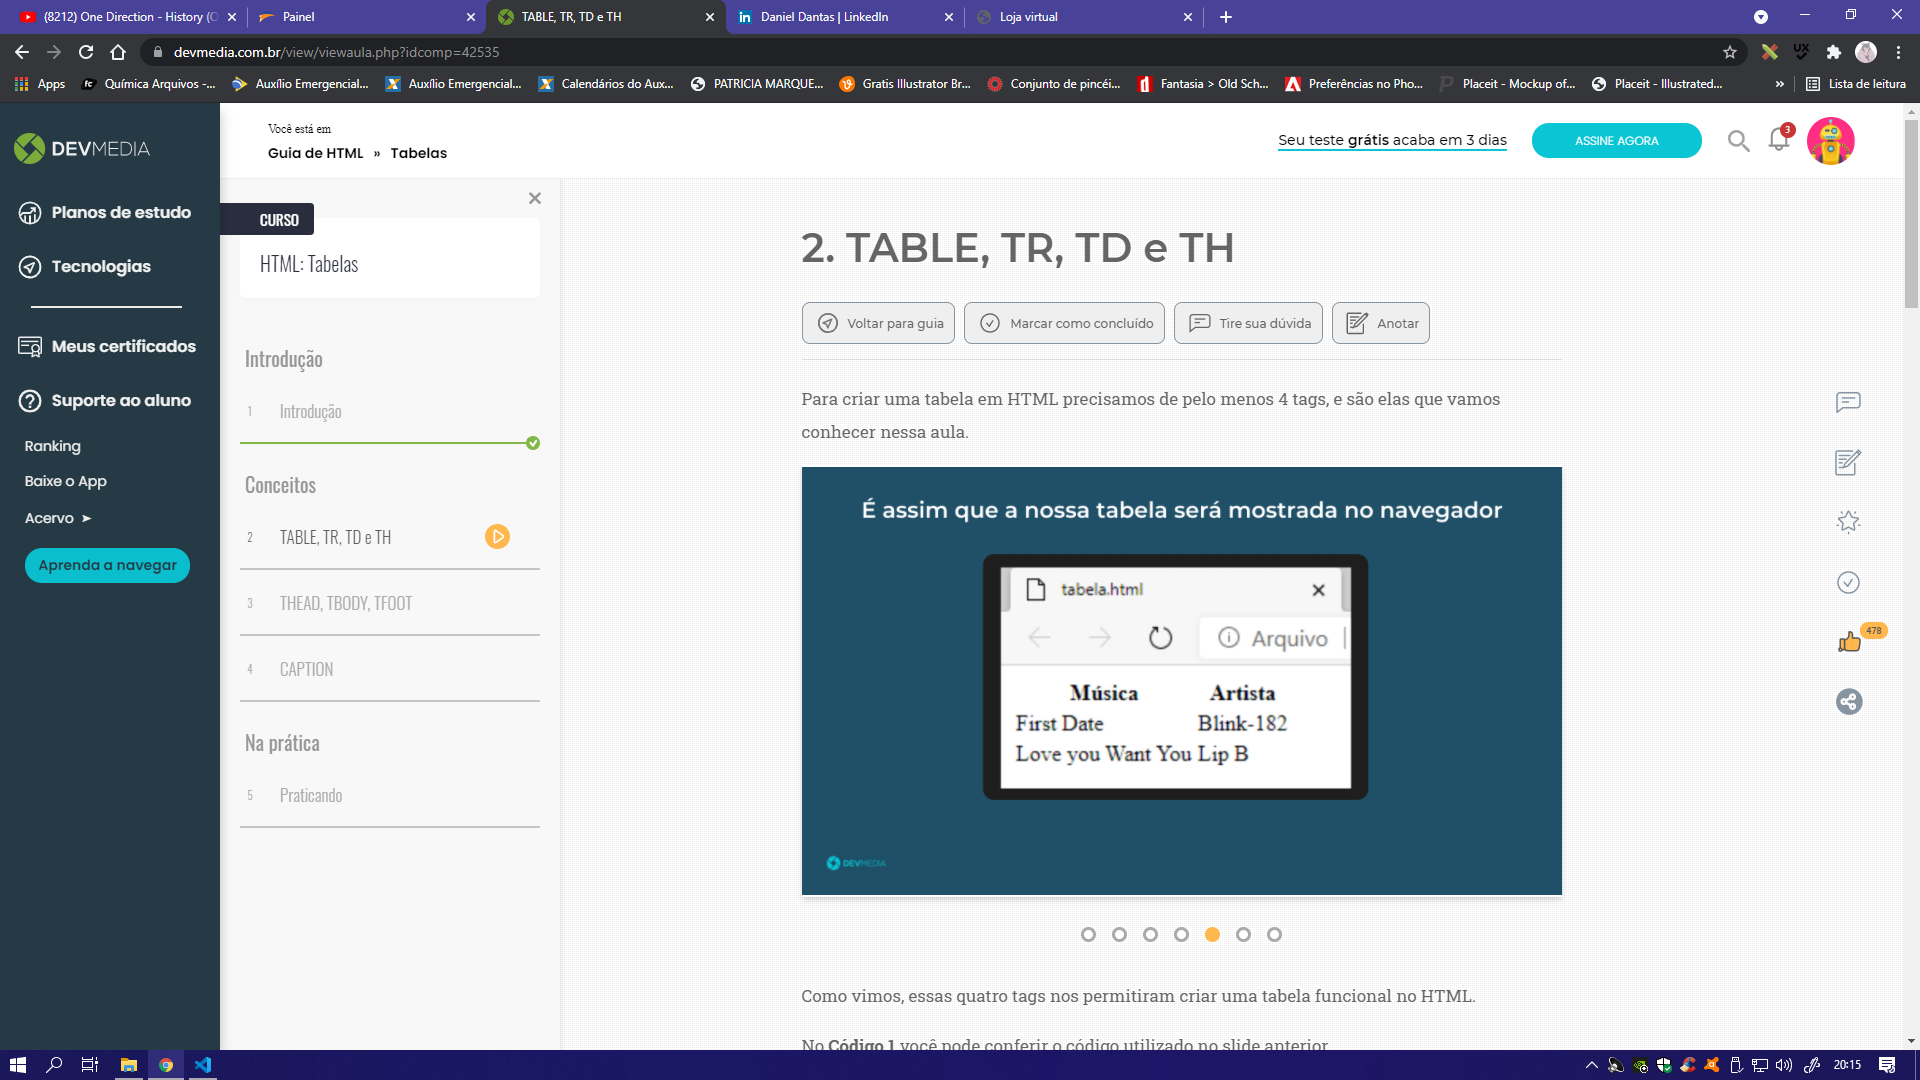 (8212) One Direction - History (O
Painel
TABLE, TR, TD e TH
Daniel Dantas | LinkedIn
Loja virtual
devmedia.com.br/view/viewaula.php?idcomp=42535
Apps
Química Arquivos -...
Auxílio Emergencial...
Auxílio Emergencial...
Calendários do Aux...
PATRICIA MARQUE...
Gratis Illustrator Br...
Conjunto de pincéi...
Fantasia > Old Sch...
Preferências no Pho...
Placeit - Mockup of...
Placeit - Illustrated...
»
Lista de leitura
DEVMEDIA
Planos de estudo
Tecnologias
Meus certificados
Suporte ao aluno
Ranking
Baixe o App
Acervo ➤
Aprenda a navegar
Você está em
Guia de HTML » Tabelas
Seu teste grátis acaba em 3 dias
ASSINE AGORA
3
CURSO
HTML: Tabelas
Introdução
1 Introdução
Conceitos
2 TABLE, TR, TD e TH
3 THEAD, TBODY, TFOOT
4 CAPTION
Na prática
5 Praticando
2. TABLE, TR, TD e TH
Voltar para guia
Marcar como concluído
Tire sua dúvida
Anotar
Para criar uma tabela em HTML precisamos de pelo menos 4 tags, e são elas que vamos
conhecer nessa aula.
É assim que a nossa tabela será mostrada no navegador
tabela.html
Arquivo |
Música Artista
First Date Blink-182
Love you Want You Lip B
DEVMEDIA
478
Como vimos, essas quatro tags nos permitiram criar uma tabela funcional no HTML.
No Código 1 você pode conferir o código utilizado no slide anterior
20:15